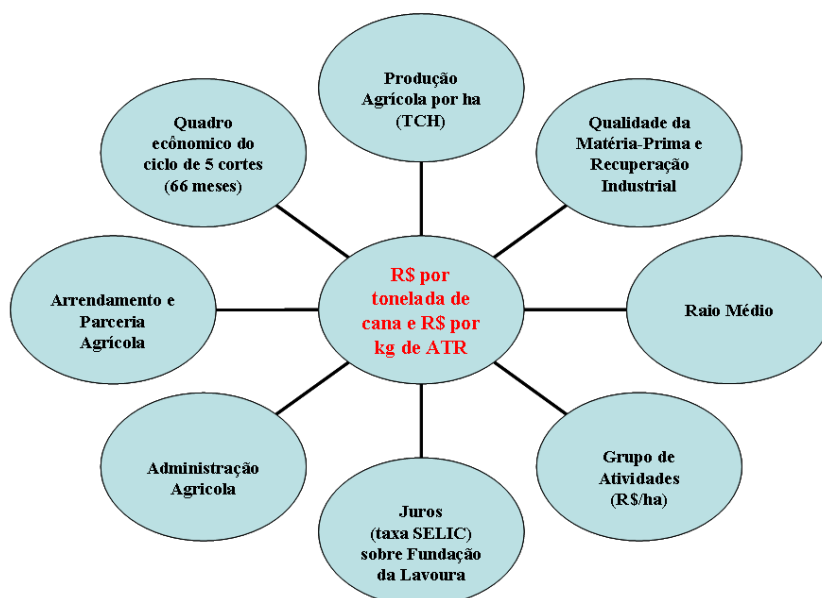 Produção
Agrícola por ha
(TCH)
Quadro
ecônomico do
ciclo de 5 cortes
(66 meses)
Qualidade da
Matéria-Prima e
Recuperação
Industrial
R$ por
tonelada de
cana e R$ por
kg de ATR
Arrendamento e
Parceria
Agrícola
Raio Médio
Administração
Agricola
Grupo de
Atividades
(R$/ha)
Juros
(taxa SELIC)
sobre Fundação
da Lavoura